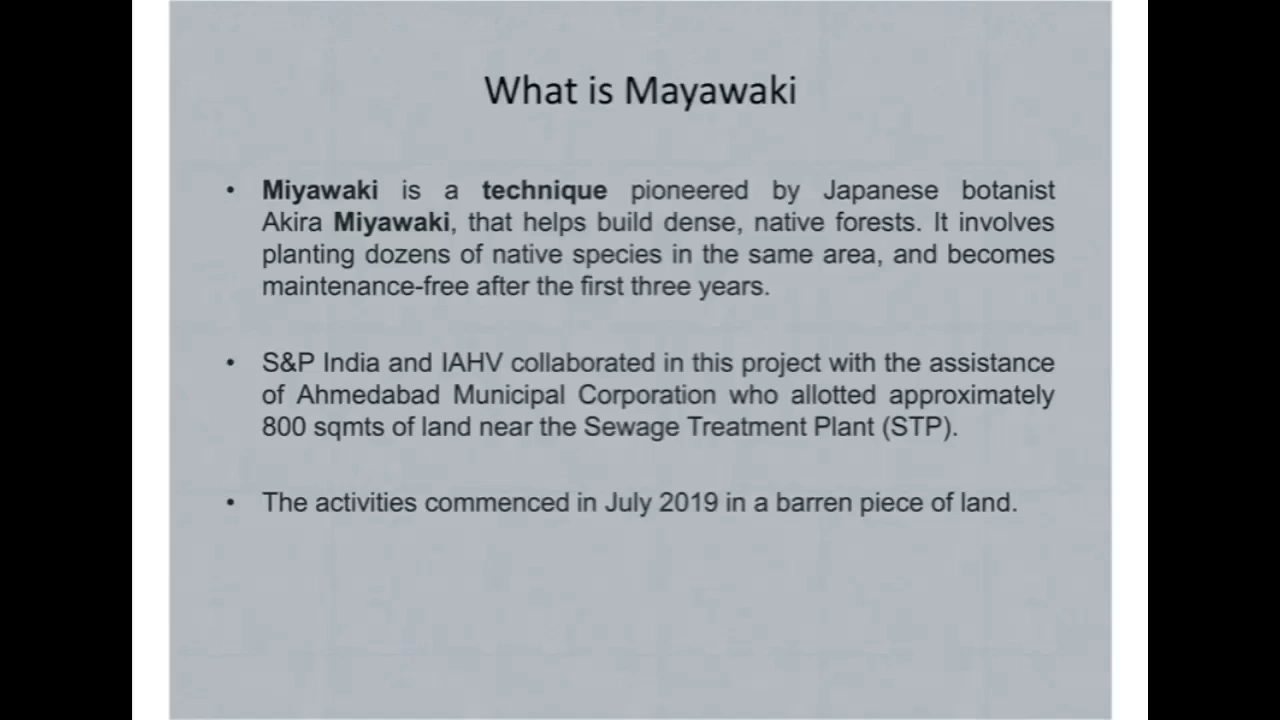 What is Mayawaki
• Miyawaki is a technique pioneered by Japanese botanist
Akira Miyawaki, that helps build dense, native forests. It involves
planting dozens of native species in the same area, and becomes
maintenance-free after the first three years.
• S&P India and IAHV collaborated in this project with the assistance
of Ahmedabad Municipal Corporation who allotted approximately
800 sqmts of land near the Sewage Treatment Plant (STP).
• The activities commenced in July 2019 in a barren piece of land.